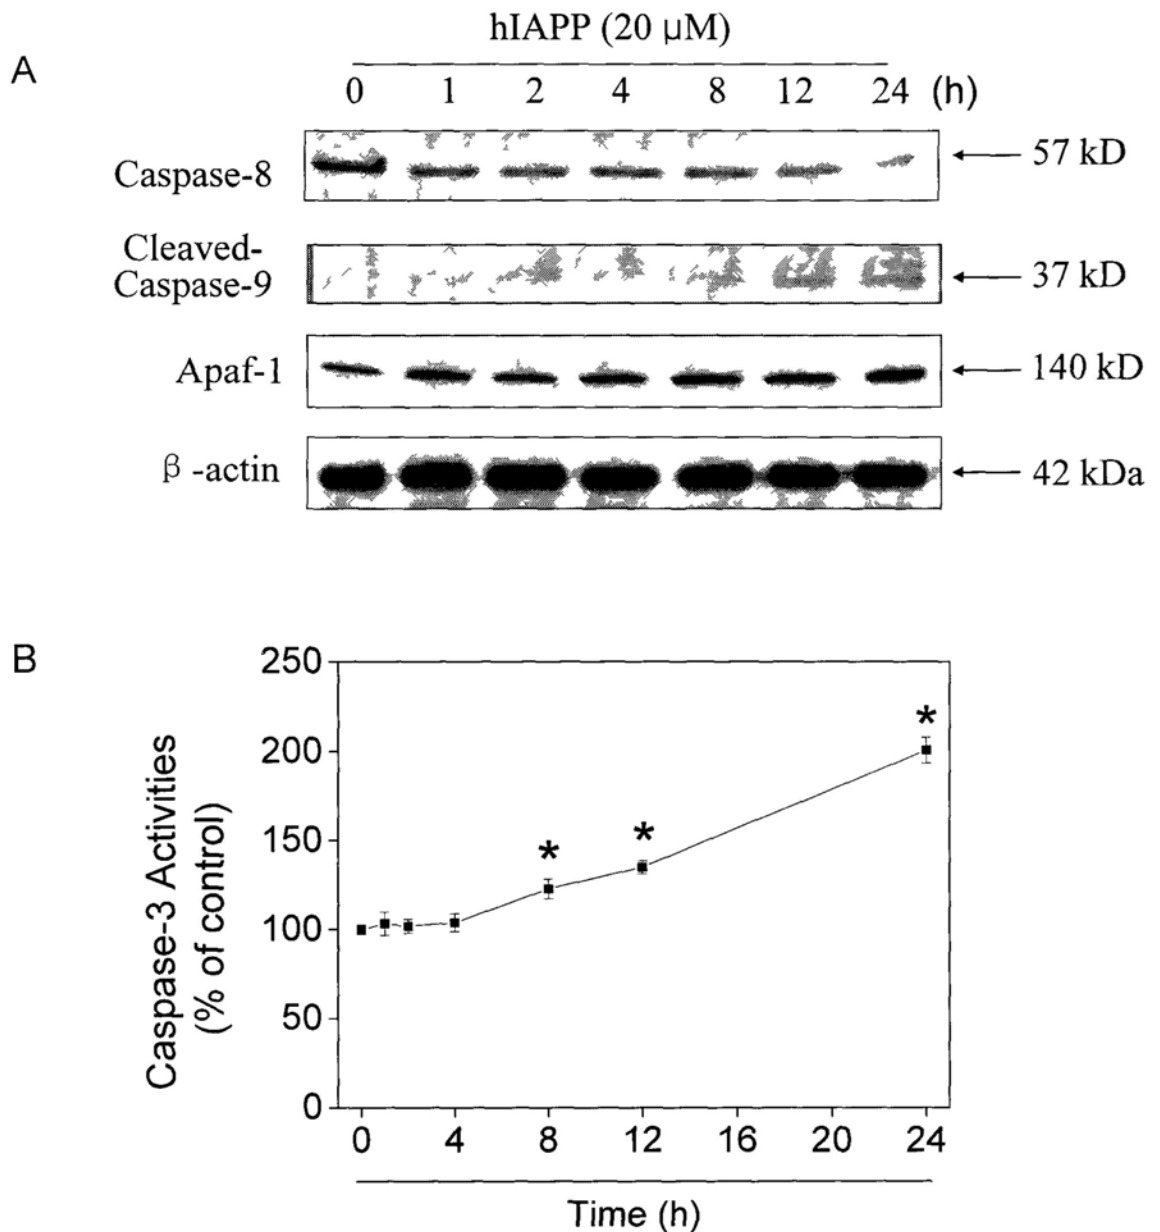 hIAPP (20 μM)
A
0 1 2 4 8 12 24 (h)
Caspase-8
57 kD
Cleaved-
Caspase-9
37 kD
Apaf-1
140 kD
β-actin
42 kDa
B
250
200
150
100
50
0
Caspase-3 Activities
(% of control)
*
*
*
0 4 8 12 16 20 24
Time (h)